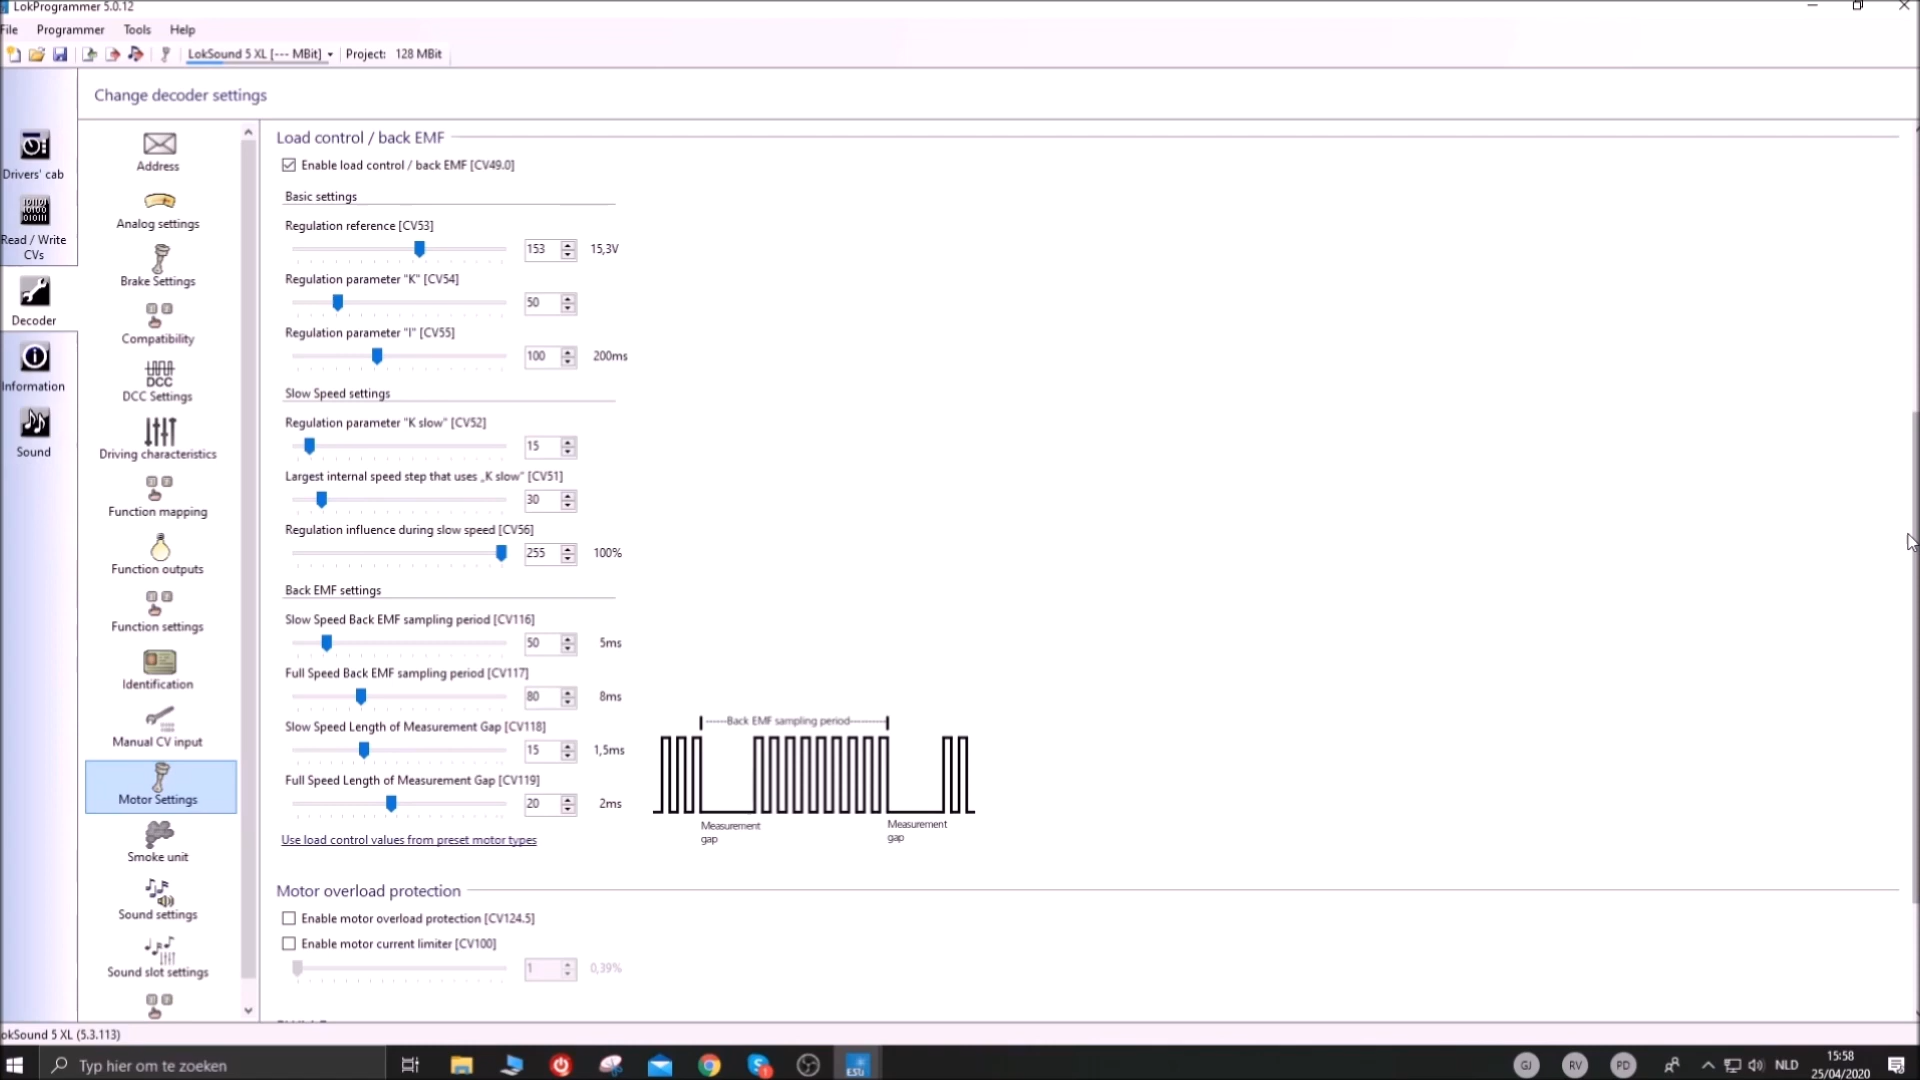 LokProgrammer 5.0.12
File Programmer Tools Help
LokSound 5 XL [--- MBit] Project: 128 MBit
Change decoder settings
Drivers' cab
Read / Write
CVs
Decoder
Information
Sound
Address
Analog settings
Brake Settings
Compatibility
DCC
DCC Settings
Driving characteristics
Function mapping
Function outputs
Function settings
Identification
Manual CV input
Motor Settings
Smoke unit
Sound settings
Sound slot settings
Load control / back EMF
Enable load control / back EMF [CV49.0]
Basic settings
Regulation reference [CV53]
153 15,3V
Regulation parameter "K" [CV54]
50
Regulation parameter "I" [CV55]
100 200ms
Slow Speed settings
Regulation parameter "K slow" [CV52]
15
Largest internal speed step that uses „K slow" [CV51]
30
Regulation influence during slow speed [CV56]
255 100%
Back EMF settings
Slow Speed Back EMF sampling period [CV116]
50 5ms
Full Speed Back EMF sampling period [CV117]
80 8ms
Slow Speed Length of Measurement Gap [CV118]
15 1,5ms
Full Speed Length of Measurement Gap [CV119]
20 2ms
Use load control values from preset motor types
Back EMF sampling period
Measurement
gap
Measurement
gap
Motor overload protection
Enable motor overload protection [CV124.5]
Enable motor current limiter [CV100]
1 0,39%
okSound 5 XL (5.3.113)
Typ hier om te zoeken
ESU
GJ RV PD NLD
15:58
25/04/2020